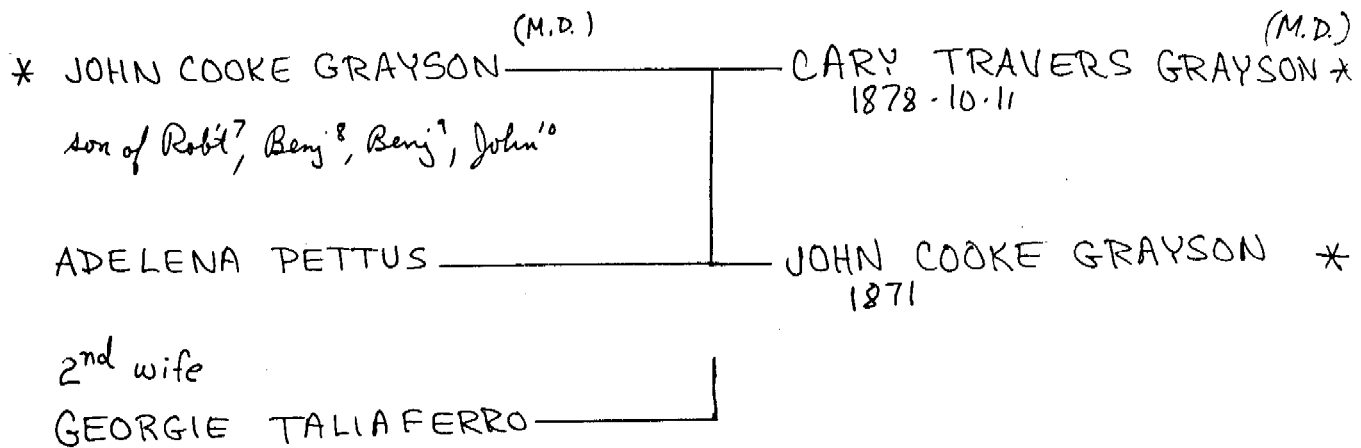 (M.D.) (M.D.)
* JOHN COOKE GRAYSON CARY TRAVERS GRAYSON *
1878·10·11
son of Rob't⁷, Benj⁸, Benj⁹, John¹⁰
ADELENA PETTUS JOHN COOKE GRAYSON *
1871
2nd wife
GEORGIE TALIAFERRO